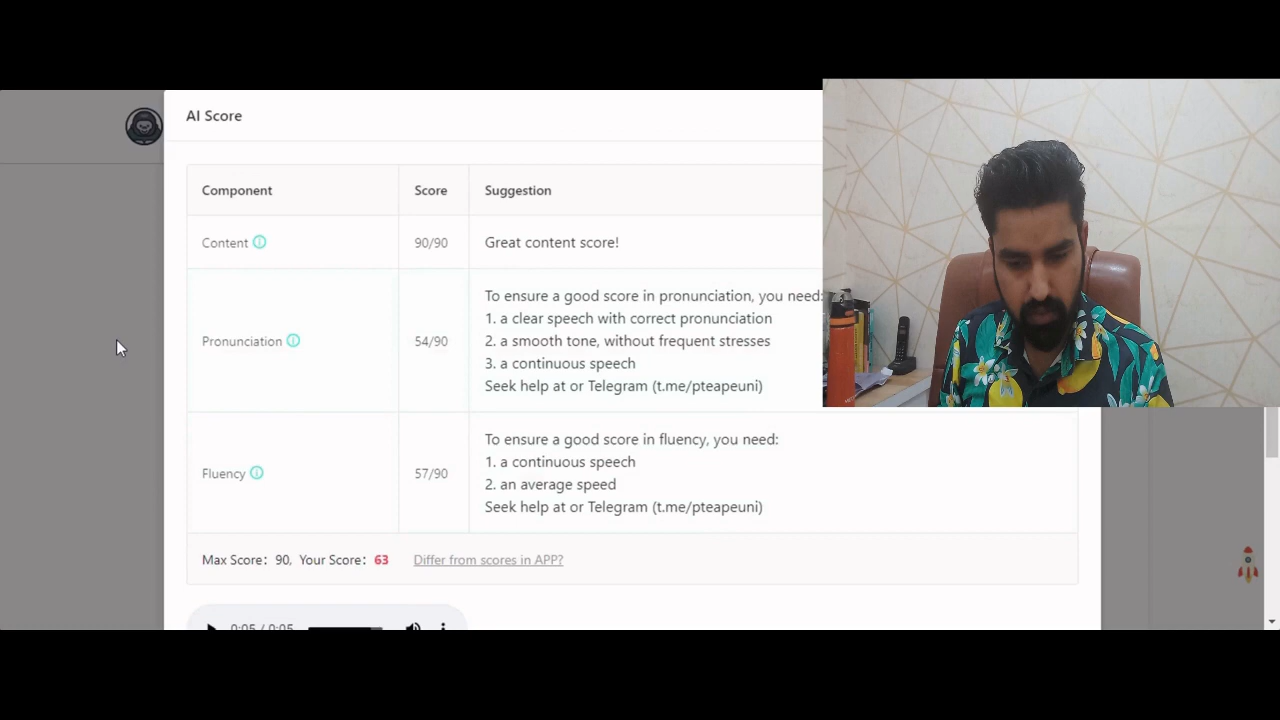 AI Score
Component Score Suggestion
Content 90/90 Great content score!
Pronunciation 54/90 To ensure a good score in pronunciation, you need:
1. a clear speech with correct pronunciation
2. a smooth tone, without frequent stresses
3. a continuous speech
Seek help at or Telegram (t.me/pteapeuni)
Fluency 57/90 To ensure a good score in fluency, you need:
1. a continuous speech
2. an average speed
Seek help at or Telegram (t.me/pteapeuni)
Max Score: 90, Your Score: 63 Differ from scores in APP?
0:05 / 0:05